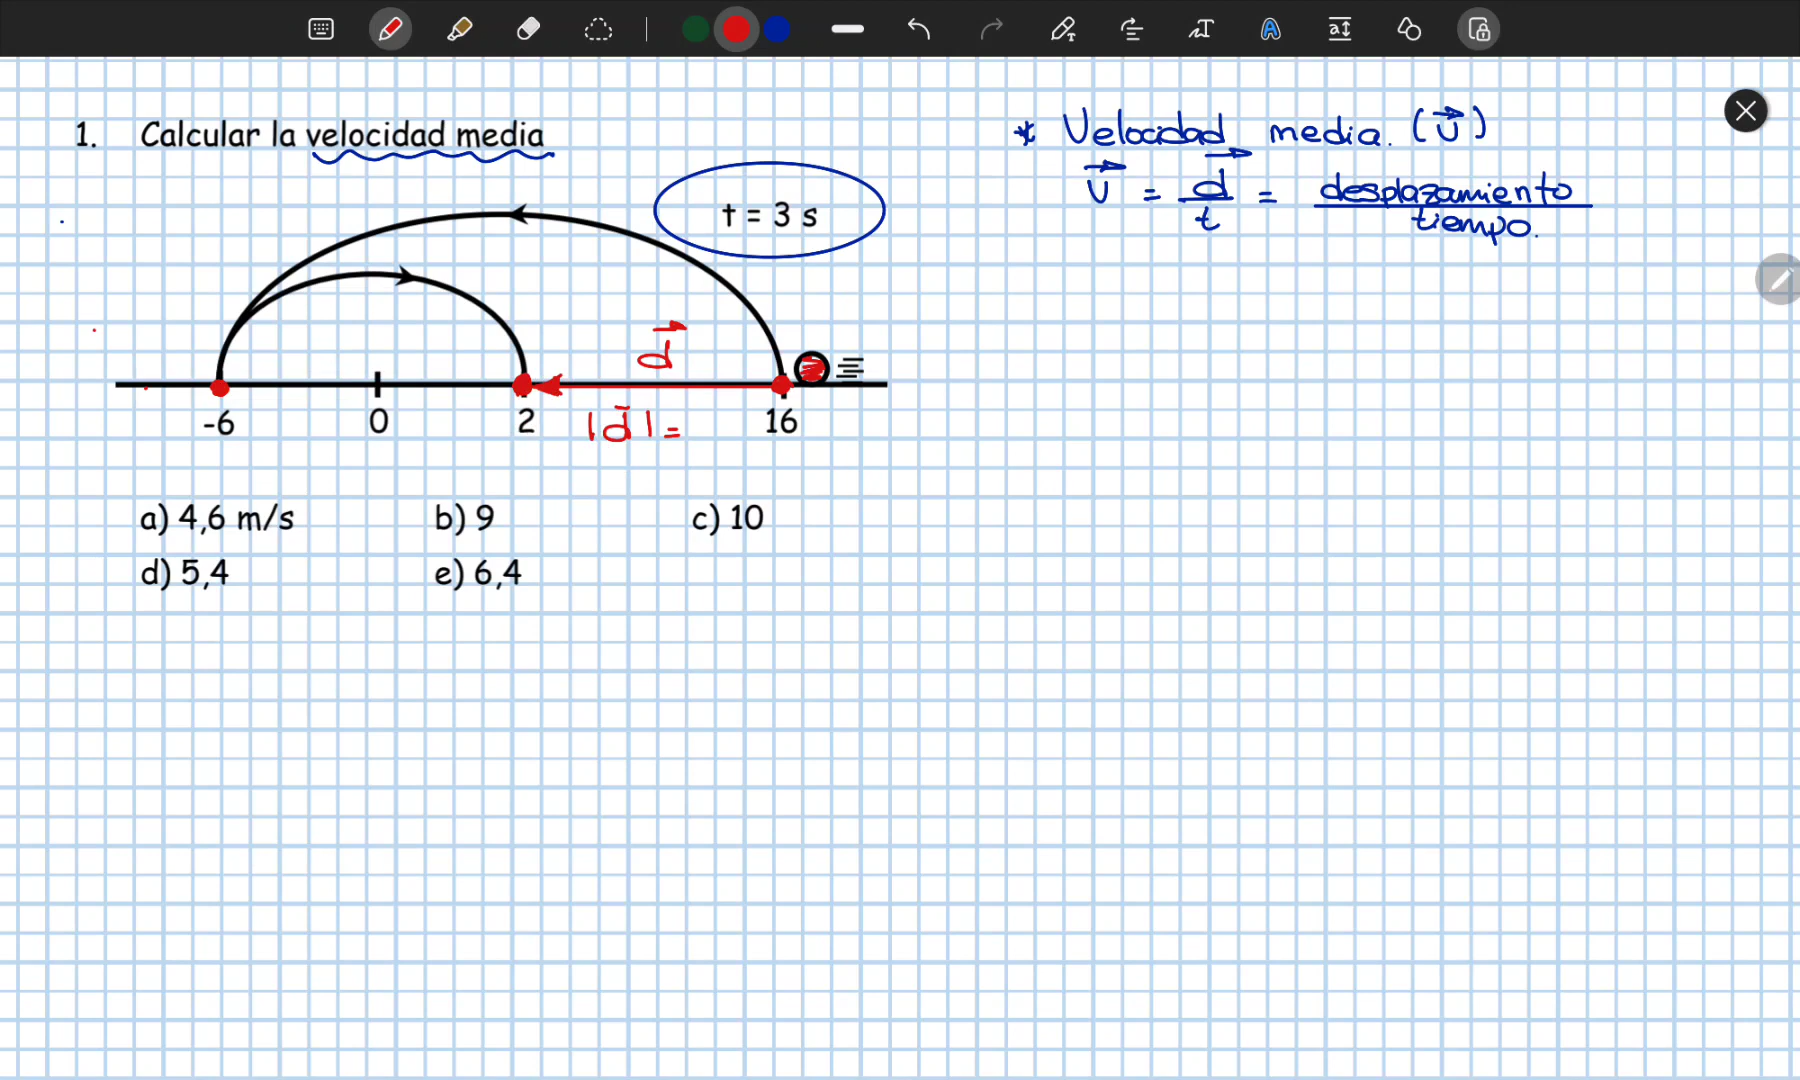 1. Calcular la velocidad media
t = 3 s
-6 0 2 16
d
|d| =
a) 4,6 m/s b) 9 c) 10
d) 5,4 e) 6,4
* Velocidad media. (v)
v = d/t = desplazamiento/tiempo.